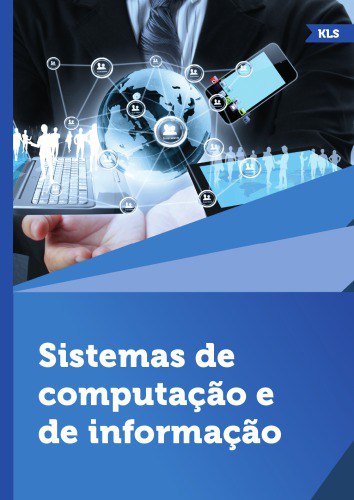 KLS
Sistemas de
computação e
de informação